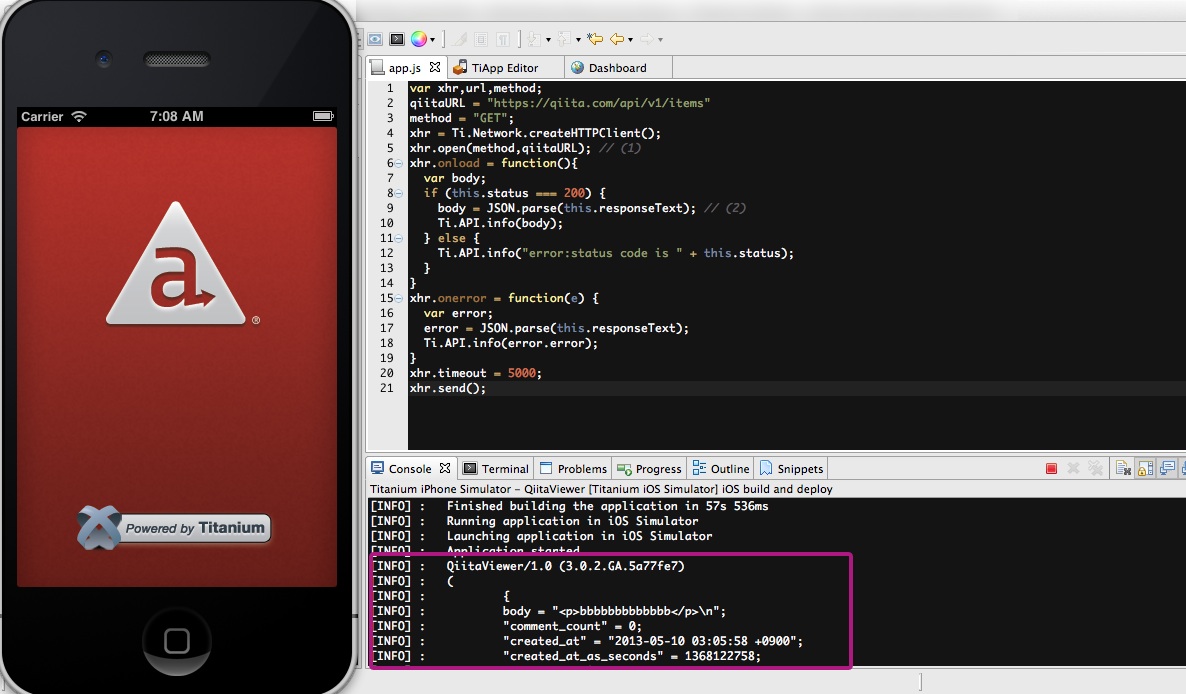 Carrier 7:08 AM
a
®
Powered by Titanium
app.js TiApp Editor Dashboard
1 var xhr,url,method;
2 qiitaURL = "https://qiita.com/api/v1/items"
3 method = "GET";
4 xhr = Ti.Network.createHTTPClient();
5 xhr.open(method,qiitaURL); // (1)
6 xhr.onload = function(){
7 var body;
8 if (this.status === 200) {
9 body = JSON.parse(this.responseText); // (2)
10 Ti.API.info(body);
11 } else {
12 Ti.API.info("error:status code is " + this.status);
13 }
14 }
15 xhr.onerror = function(e) {
16 var error;
17 error = JSON.parse(this.responseText);
18 Ti.API.info(error.error);
19 }
20 xhr.timeout = 5000;
21 xhr.send();
Console Terminal Problems Progress Outline Snippets
Titanium iPhone Simulator - QiitaViewer [Titanium iOS Simulator] iOS build and deploy
[INFO] : Finished building the application in 57s 536ms
[INFO] : Running application in iOS Simulator
[INFO] : Launching application in iOS Simulator
[INFO] : Application started
[INFO] : QiitaViewer/1.0 (3.0.2.GA.5a77fe7)
[INFO] : (
[INFO] : {
[INFO] : body = "<p>bbbbbbbbbbbbb</p>\n";
[INFO] : "comment_count" = 0;
[INFO] : "created_at" = "2013-05-10 03:05:58 +0900";
[INFO] : "created_at_as_seconds" = 1368122758;